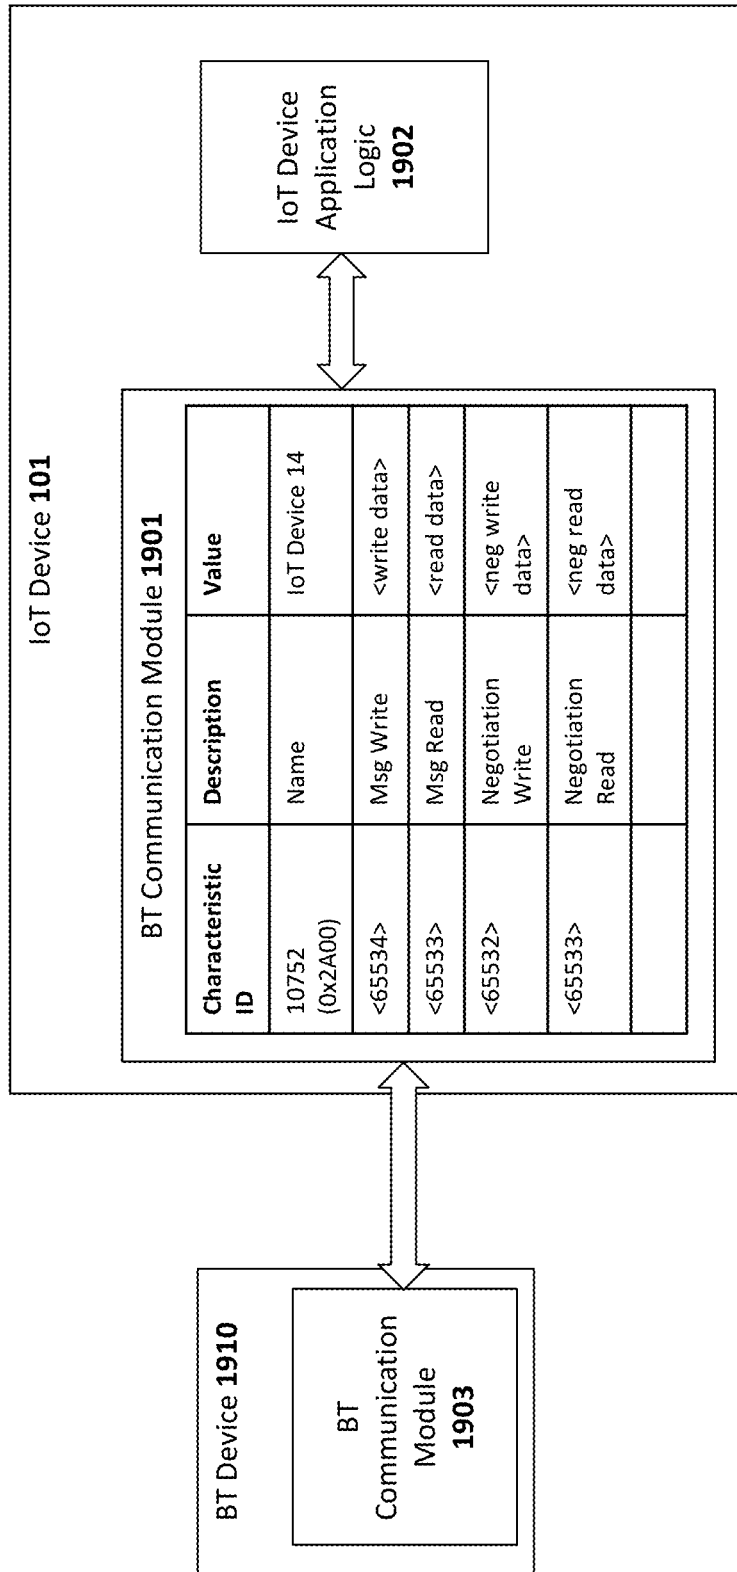 IoT Device 101
BT Device 1910
BT
Communication
Module
1903
BT Communication Module 1901
Characteristic ID Description Value
10752 (0x2A00) Name IoT Device 14
<65534> Msg Write <write data>
<65533> Msg Read <read data>
<65532> Negotiation Write <neg write data>
<65533> Negotiation Read <neg read data>
IoT Device
Application
Logic
1902